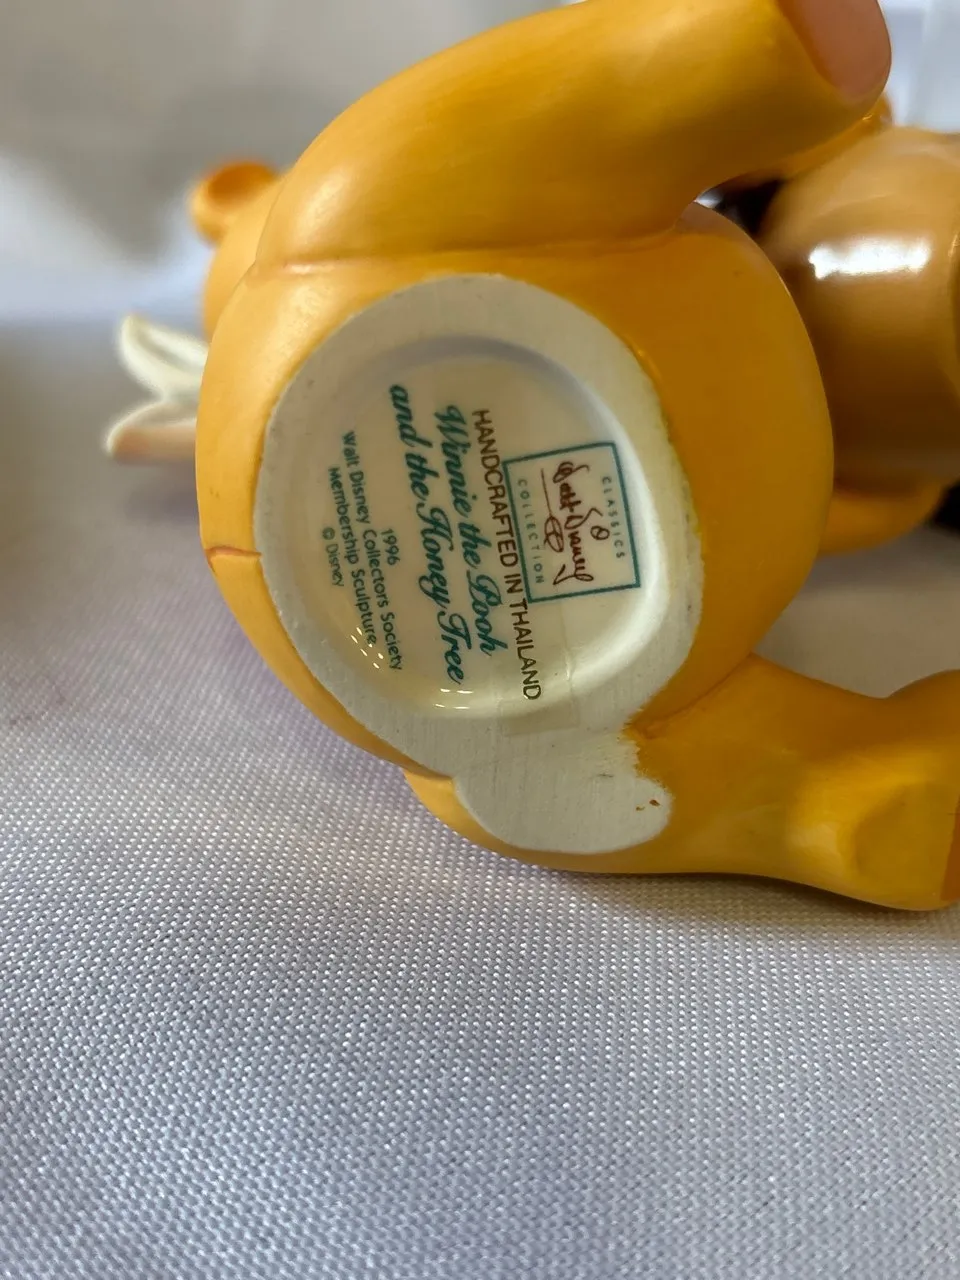 CLASSICS
Walt Disney
COLLECTION
HANDCRAFTED IN THAILAND
Winnie the Pooh
and the Honey Tree
1996
Walt Disney Collectors Society
Membership Sculpture
© Disney